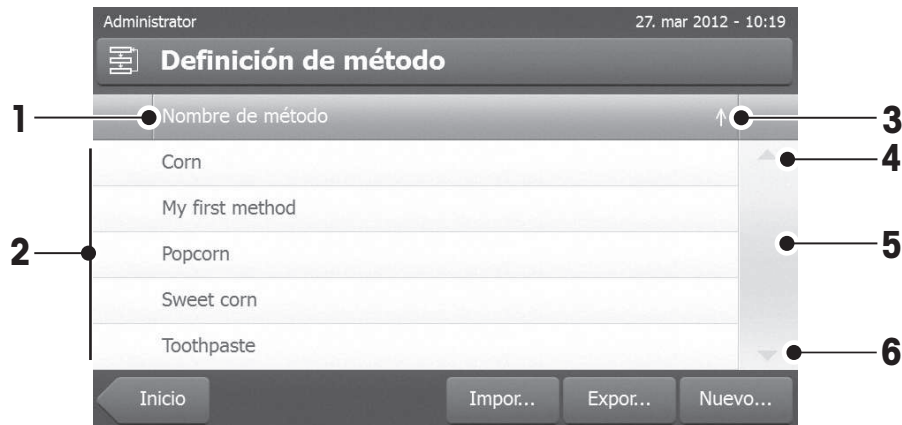 Administrator 27. mar 2012 - 10:19
Definición de método
1 Nombre de método 3
4
Corn
My first method
2 5
Popcorn
Sweet corn
Toothpaste 6
Inicio Impor... Expor... Nuevo...